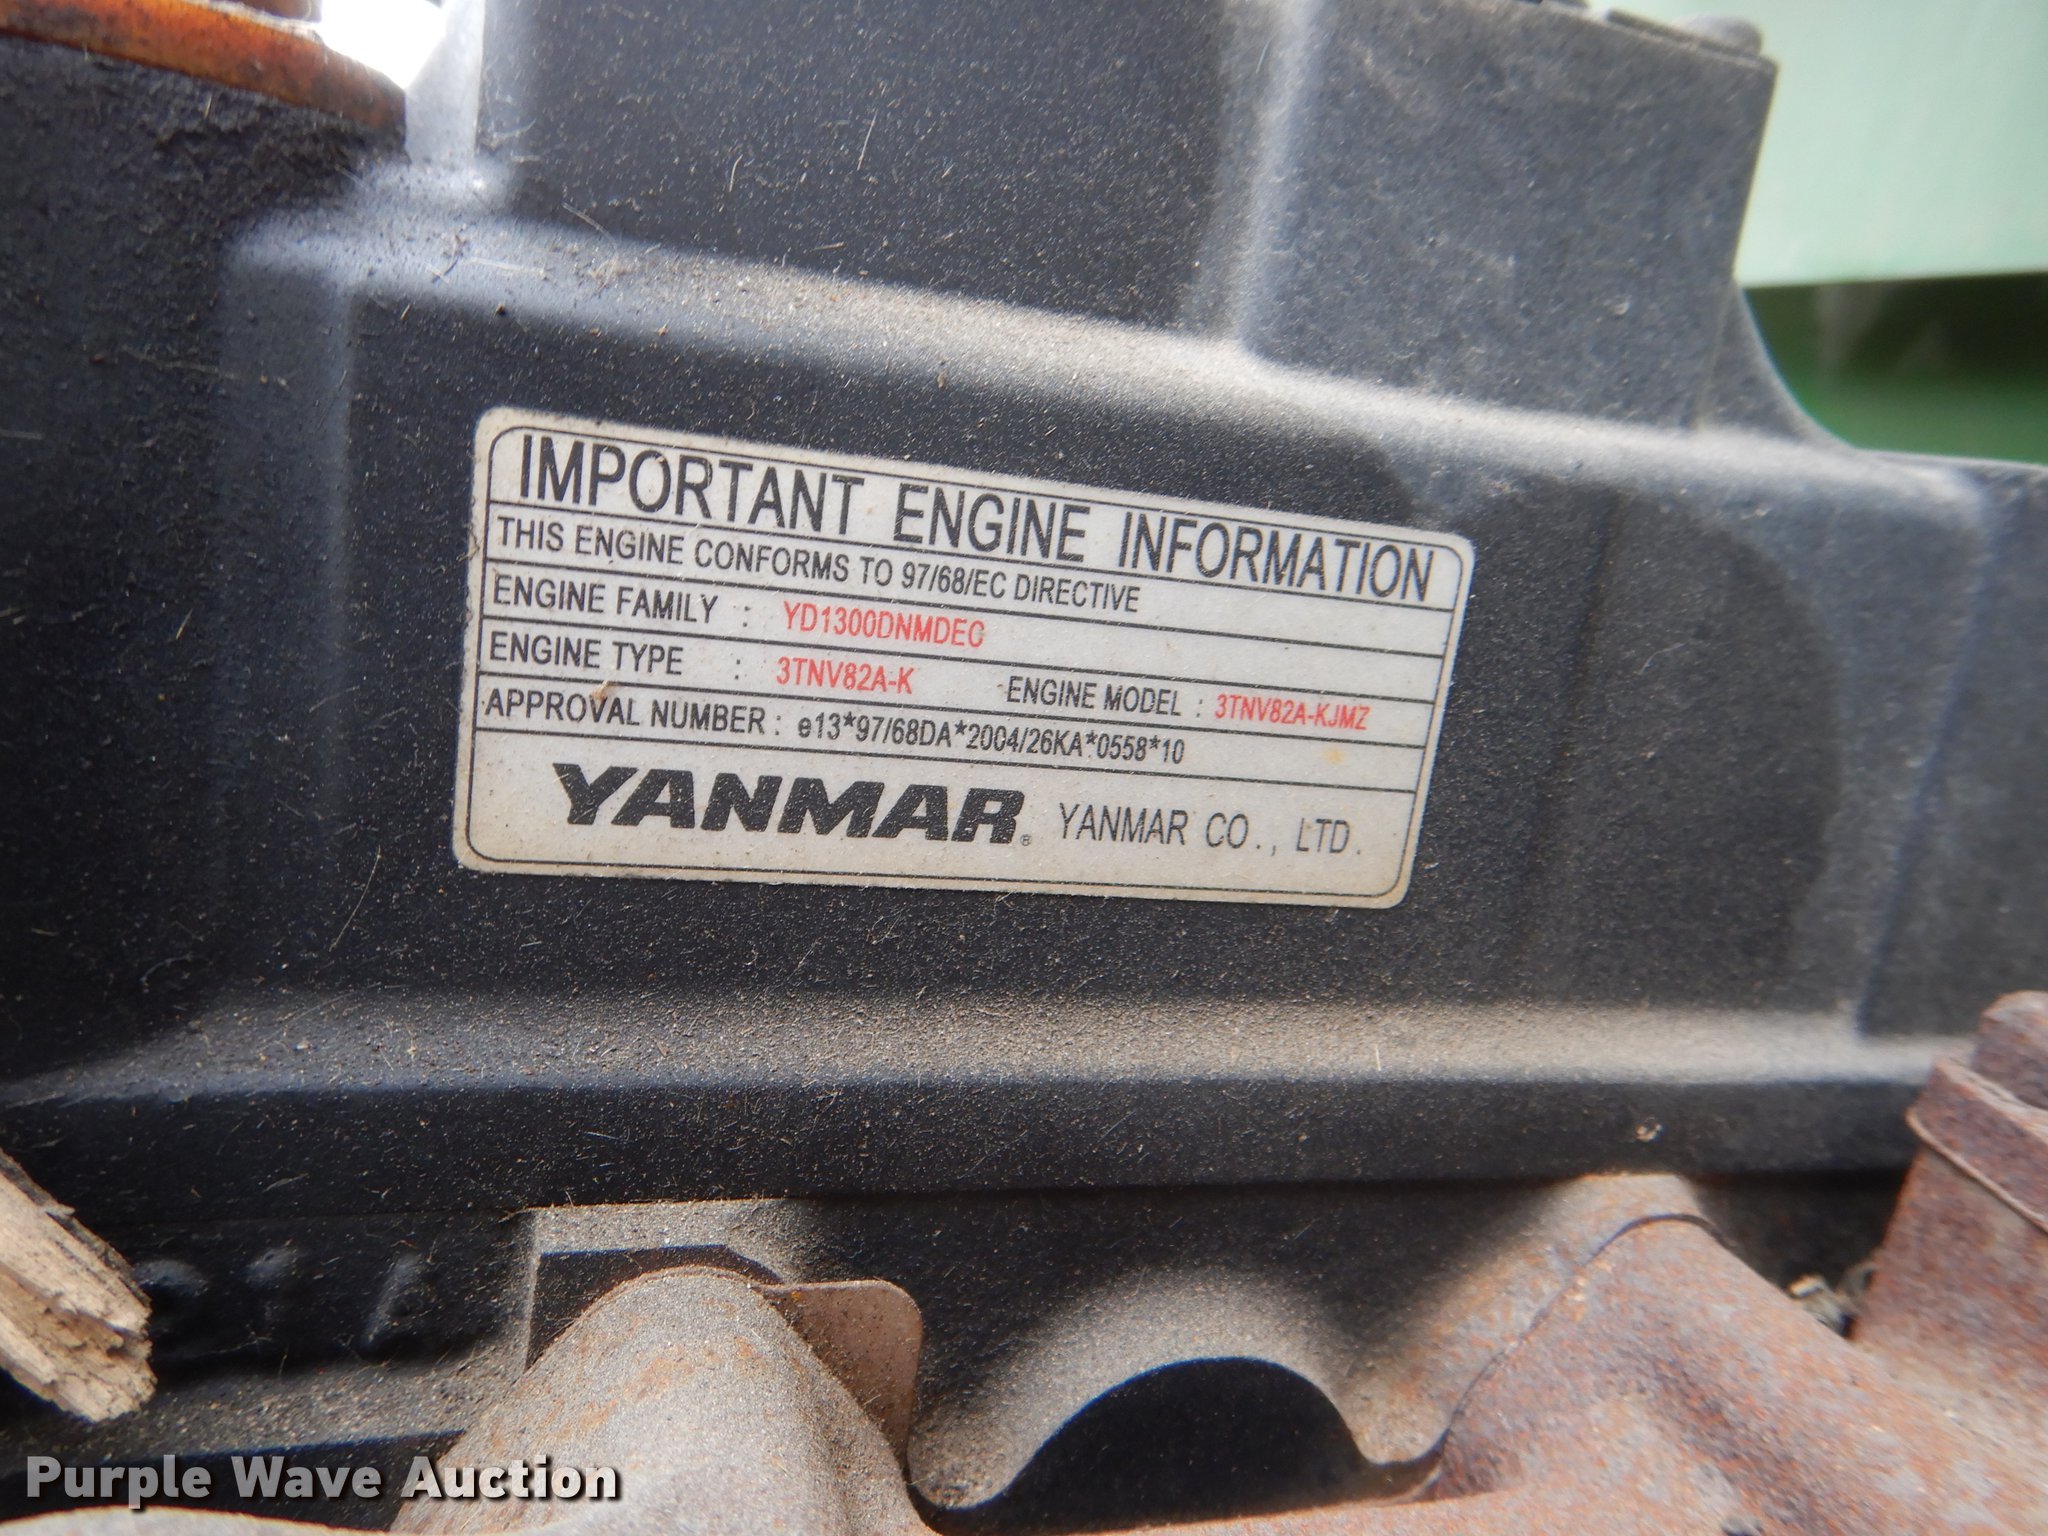 IMPORTANT ENGINE INFORMATION
THIS ENGINE CONFORMS TO 97/68/EC DIRECTIVE
ENGINE FAMILY : YD1300DNMDEC
ENGINE TYPE : 3TNV82A-K ENGINE MODEL : 3TNV82A-KJMZ
APPROVAL NUMBER : e13*97/68DA*2004/26KA*0558*10
YANMAR® YANMAR CO., LTD.
Purple Wave Auction